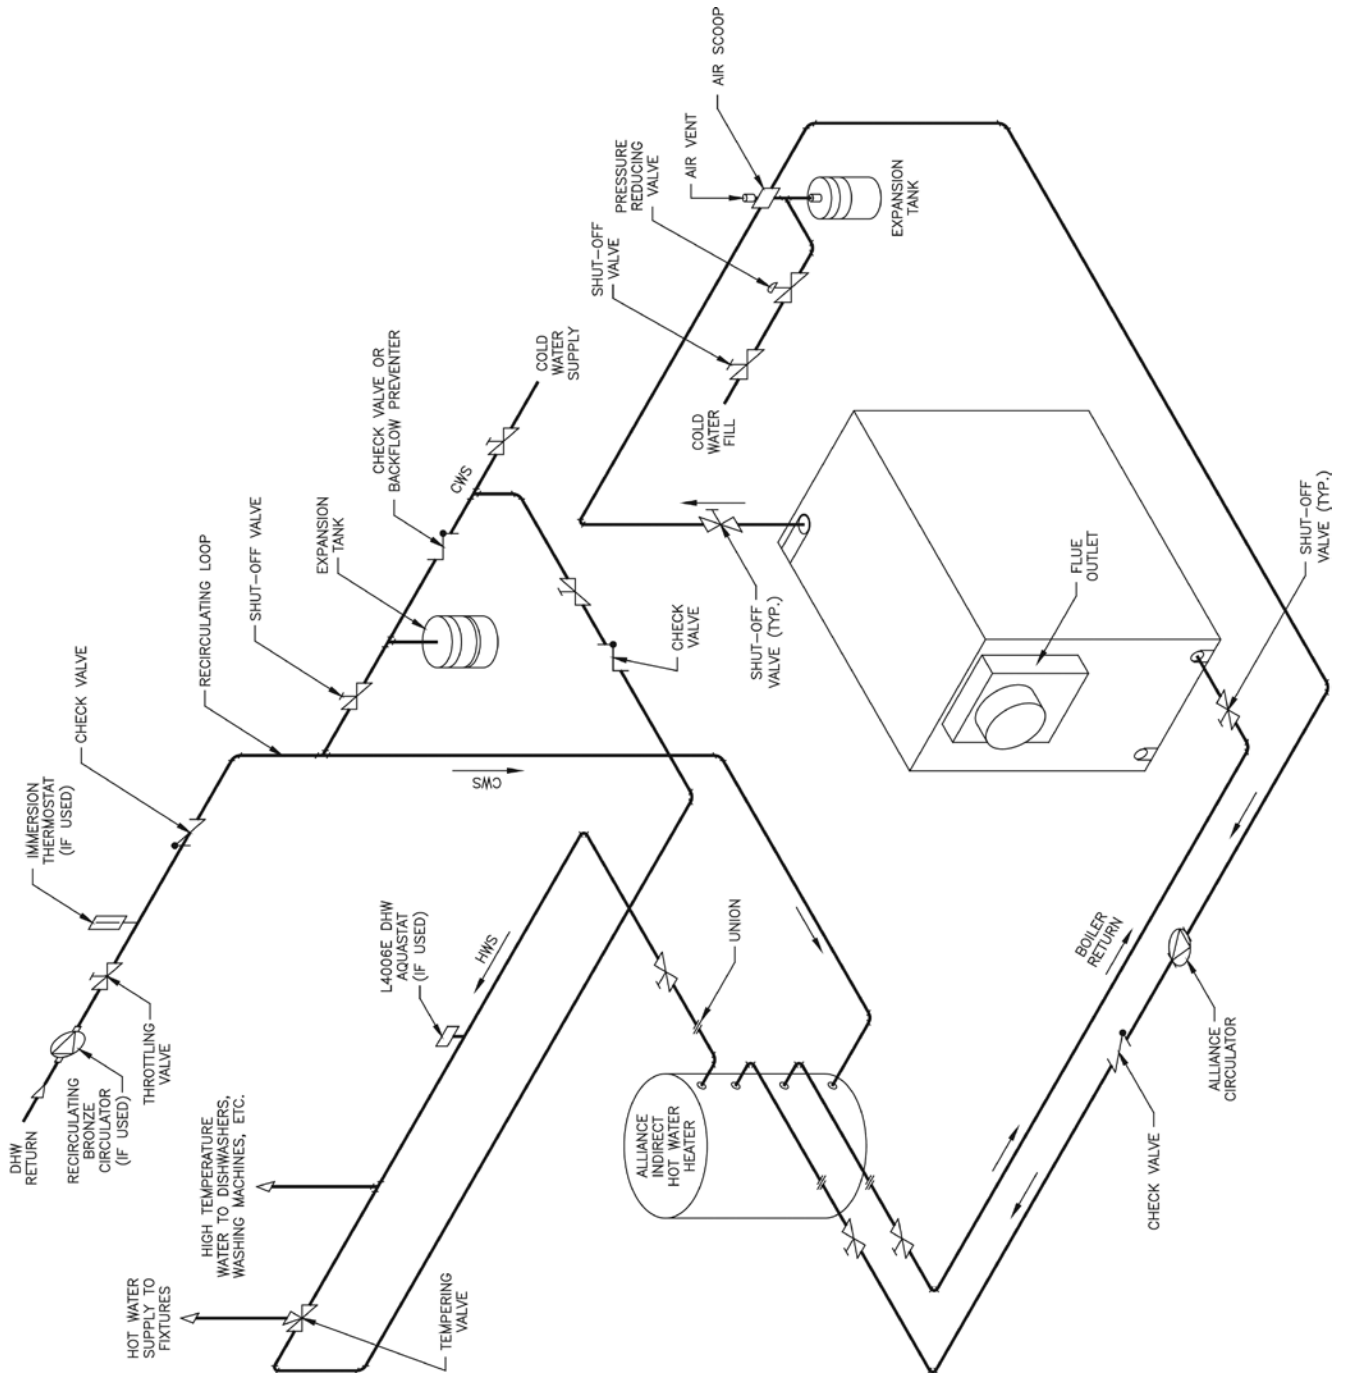 DHW
RETURN
RECIRCULATING
BRONZE
CIRCULATOR
(IF USED)
THROTTLING
VALVE
IMMERSION
THERMOSTAT
(IF USED)
CHECK VALVE
RECIRCULATING LOOP
SHUT-OFF VALVE
EXPANSION
TANK
CHECK VALVE OR
BACKFLOW PREVENTER
CWS
COLD
WATER
SUPPLY
CHECK
VALVE
CWS
HOT WATER
SUPPLY TO
FIXTURES
HIGH TEMPERATURE
WATER TO DISHWASHERS,
WASHING MACHINES, ETC.
TEMPERING
VALVE
L4006E DHW
AQUASTAT
(IF USED)
HWS
UNION
ALLIANCE
INDIRECT
HOT WATER
HEATER
SHUT-OFF
VALVE
PRESSURE
REDUCING
VALVE
AIR VENT
AIR SCOOP
EXPANSION
TANK
COLD
WATER
FILL
SHUT-OFF
VALVE (TYP.)
FLUE
OUTLET
SHUT-OFF
VALVE (TYP.)
BOILER
RETURN
ALLIANCE
CIRCULATOR
CHECK VALVE